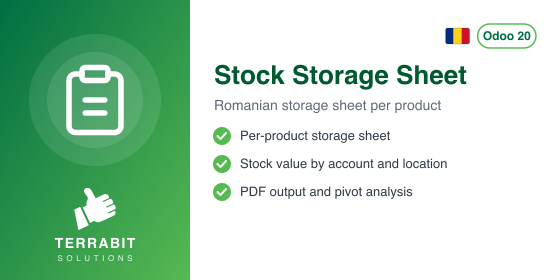 Odoo 20
Stock Storage Sheet
Romanian storage sheet per product
Per-product storage sheet
Stock value by account and location
PDF output and pivot analysis
TERRABIT
SOLUTIONS